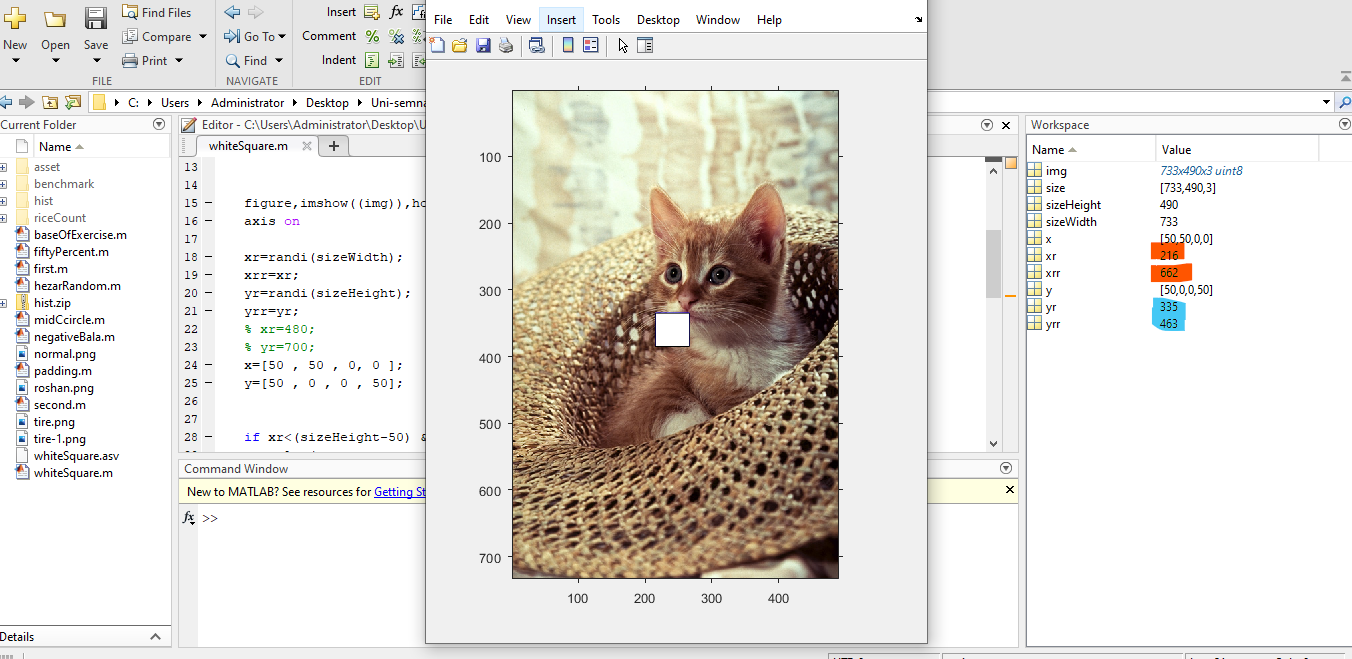 New
Open
Save
Find Files
Compare
Print
FILE
Go To
Find
NAVIGATE
Insert fx
Comment % %
Indent
EDIT
File Edit View Insert Tools Desktop Window Help
C: Users Administrator Desktop
Current Folder
Name
asset
benchmark
hist
riceCount
baseOfExercise.m
fiftyPercent.m
first.m
hezarRandom.m
hist.zip
midCcircle.m
negativeBala.m
normal.png
padding.m
roshan.png
second.m
tire.png
tire-1.png
whiteSquare.asv
whiteSquare.m
Details
Editor - C:\Users\Administrator\Desktop\U
whiteSquare.m
13
14
15 – figure,imshow((img)),ho
16 – axis on
17
18 – xr=randi(sizeWidth);
19 – xrr=xr;
20 – yr=randi(sizeHeight);
21 – yrr=yr;
22 % xr=480;
23 % yr=700;
24 – x=[50 , 50 , 0, 0 ];
25 – y=[50 , 0 , 0 , 50];
26
27
28 – if xr<(sizeHeight-50) &
Command Window
New to MATLAB? See resources for Getting St
fx >>
100
200
300
400
500
600
700
100 200 300 400
Workspace
Name Value
img 733x490x3 uint8
size [733,490,3]
sizeHeight 490
sizeWidth 733
x [50,50,0,0]
xr 216
xrr 662
y [50,0,0,50]
yr 335
yrr 463